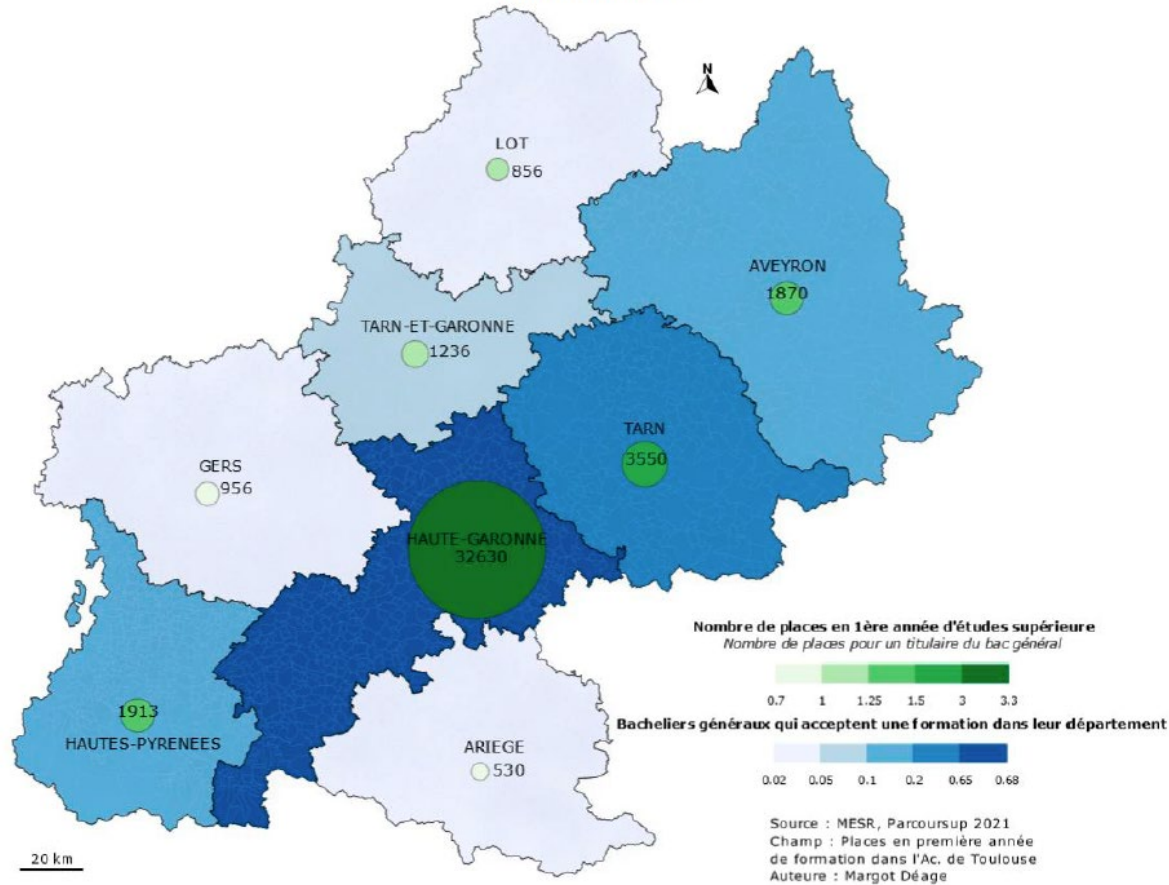 N
LOT
856
AVEYRON
1870
TARN-ET-GARONNE
1236
TARN
3550
GERS
956
HAUTE-GARONNE
32630
1913
HAUTES-PYRENEES
ARIEGE
530
20 km
Nombre de places en 1ère année d'études supérieure
Nombre de places pour un titulaire du bac général
0.7 1 1.25 1.5 3 3.3
Bacheliers généraux qui acceptent une formation dans leur département
0.02 0.05 0.1 0.2 0.65 0.68
Source : MESR, Parcoursup 2021
Champ : Places en première année
de formation dans l'Ac. de Toulouse
Auteure : Margot Déage